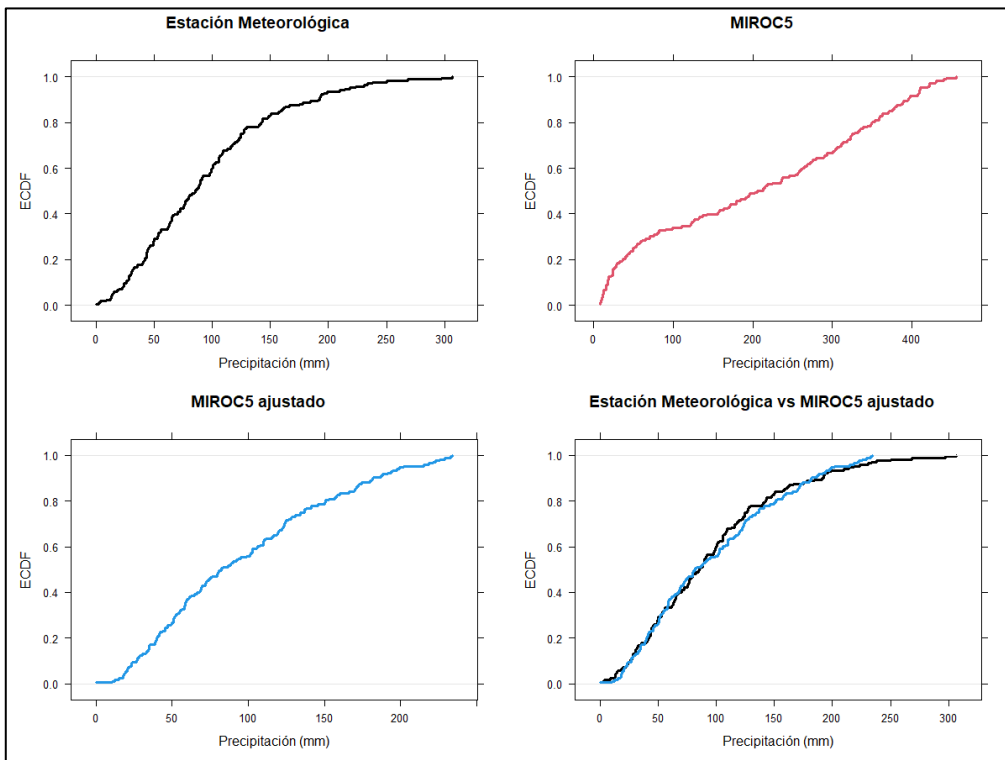 Estación Meteorológica
ECDF
1.0
0.8
0.6
0.4
0.2
0.0
0 50 100 150 200 250 300
Precipitación (mm)
MIROC5
ECDF
1.0
0.8
0.6
0.4
0.2
0.0
0 100 200 300 400
Precipitación (mm)
MIROC5 ajustado
ECDF
1.0
0.8
0.6
0.4
0.2
0.0
0 50 100 150 200
Precipitación (mm)
Estación Meteorológica vs MIROC5 ajustado
ECDF
1.0
0.8
0.6
0.4
0.2
0.0
0 50 100 150 200 250 300
Precipitación (mm)